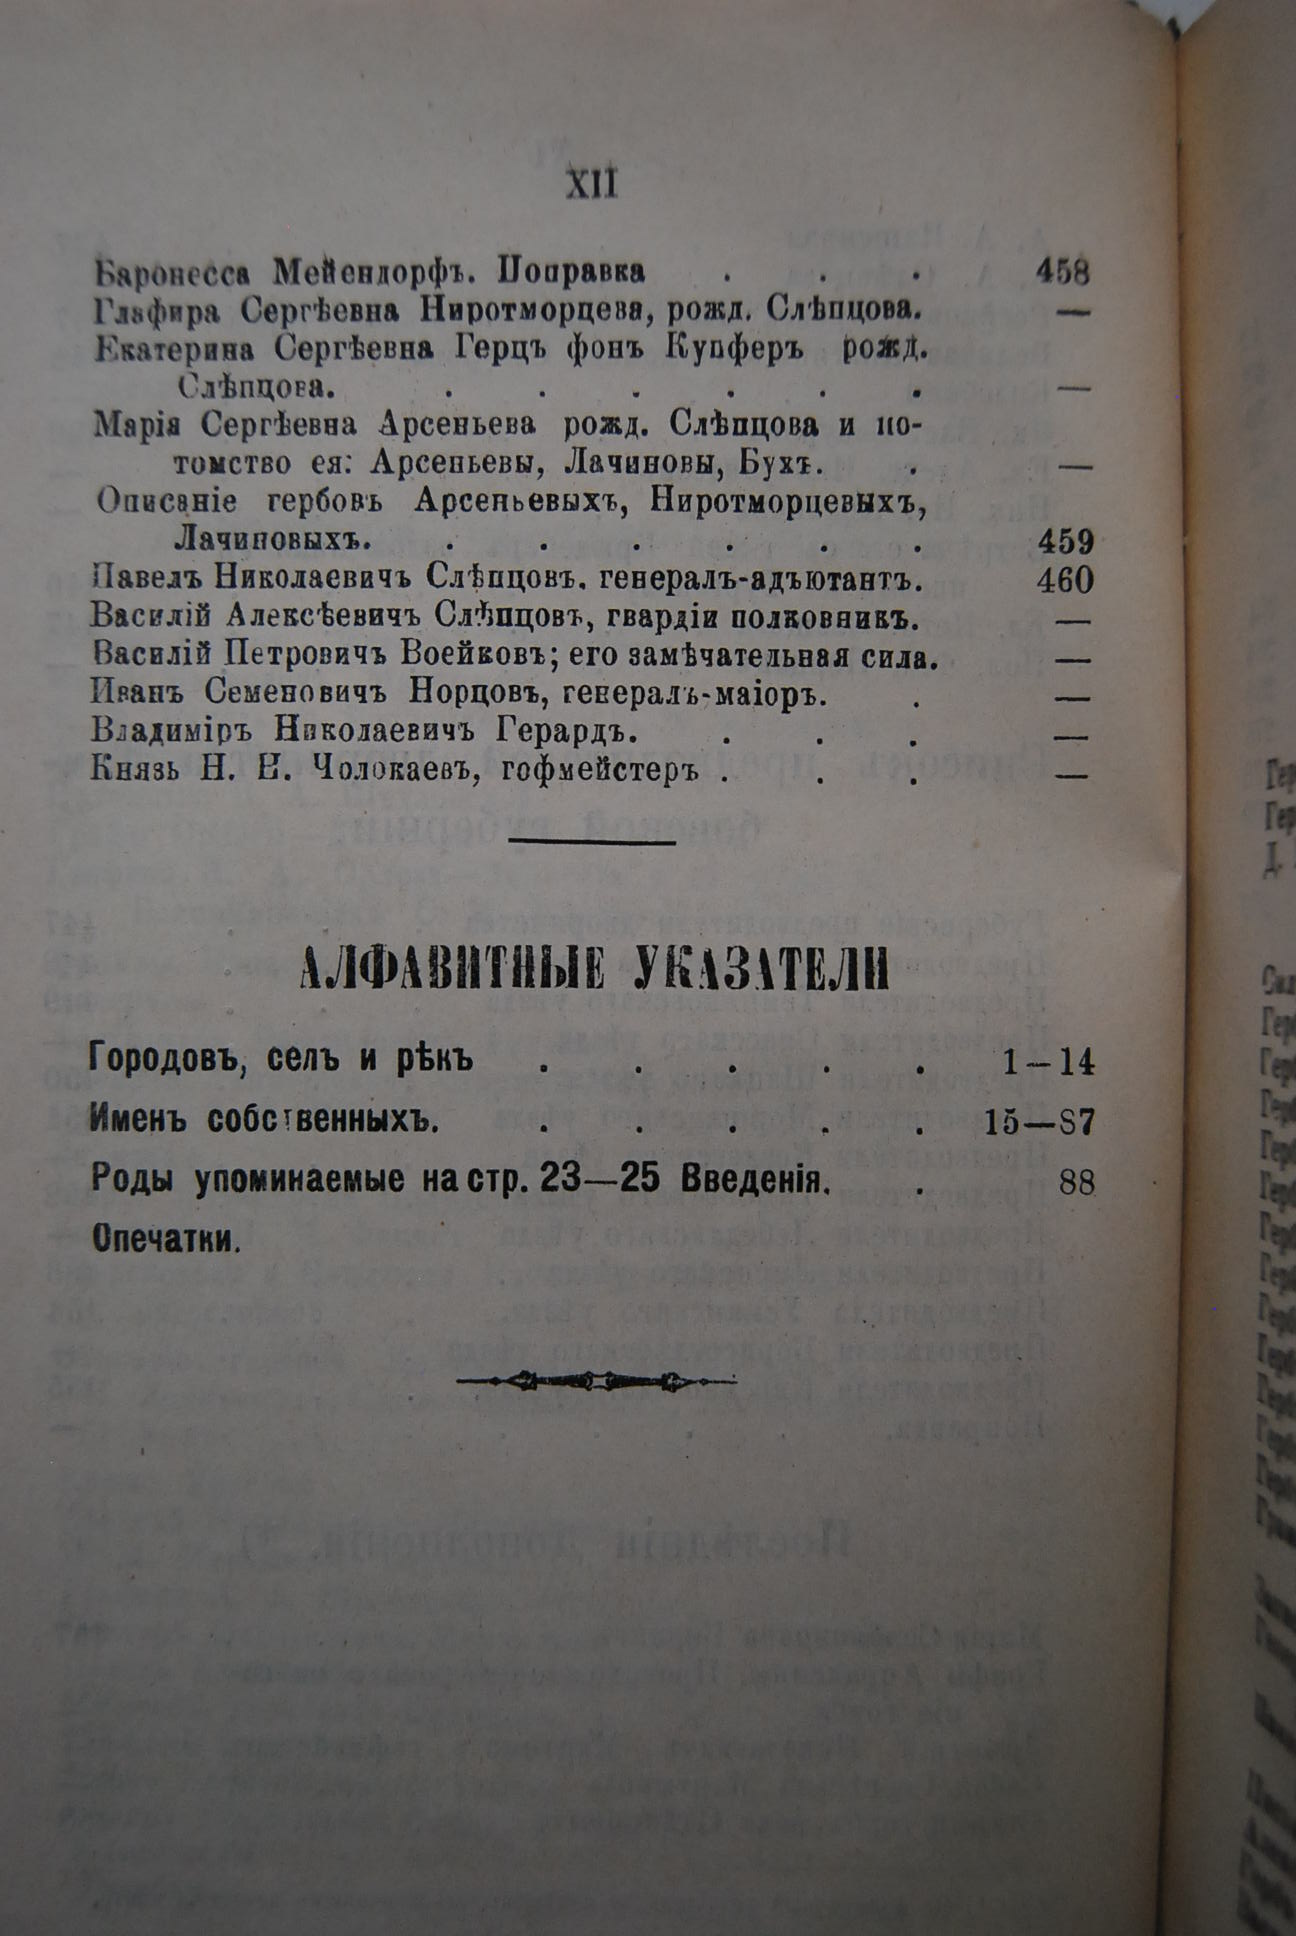 XII
Баронесса Мейендорфъ. Поправка . . . 458
Глафира Сергѣевна Ниротморцева, рожд. Слѣпцова. —
Екатерина Сергѣевна Герцъ фонъ Купферъ рожд.
Слѣпцова. . . . . . . —
Марія Сергѣевна Арсеньева рожд. Слѣпцова и по-
томство ея: Арсеньевы, Лачиновы, Бухъ. . —
Описаніе гербовъ Арсеньевыхъ, Ниротморцевыхъ,
Лачиновыхъ. . . . . . . 459
Павелъ Николаевичъ Слѣпцовъ, генералъ-адъютантъ. 460
Василій Алексѣевичъ Слѣпцовъ, гвардіи полковникъ. —
Василій Петровичъ Воейковъ; его замѣчательная сила. —
Иванъ Семеновичъ Норцовъ, генералъ-маіоръ. . —
Владиміръ Николаевичъ Герардъ. . . . —
Князь Н. Н. Чолокаевъ, гофмейстеръ . . . —
АЛФАВИТНЫЕ УКАЗАТЕЛИ
Городовъ, селъ и рѣкъ . . . . . 1—14
Именъ собственныхъ. . . . . . 15—87
Роды упоминаемые на стр. 23—25 Введенія. . 88
Опечатки.